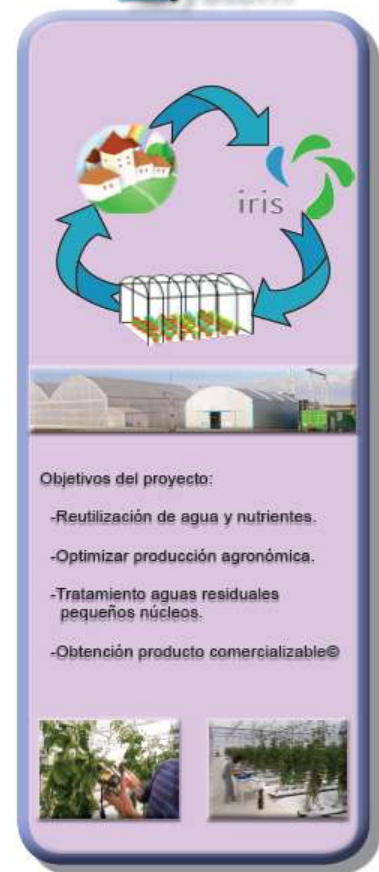 iris
Objetivos del proyecto:
-Reutilización de agua y nutrientes.
-Optimizar producción agronómica.
-Tratamiento aguas residuales
pequeños núcleos.
-Obtención producto comercializable©